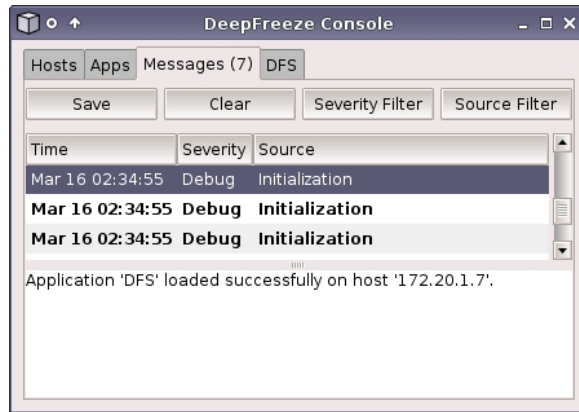 DeepFreeze Console
Hosts Apps Messages (7) DFS
Save Clear Severity Filter Source Filter
Time Severity Source
Mar 16 02:34:55 Debug Initialization
Mar 16 02:34:55 Debug Initialization
Mar 16 02:34:55 Debug Initialization
Application 'DFS' loaded successfully on host '172.20.1.7'.